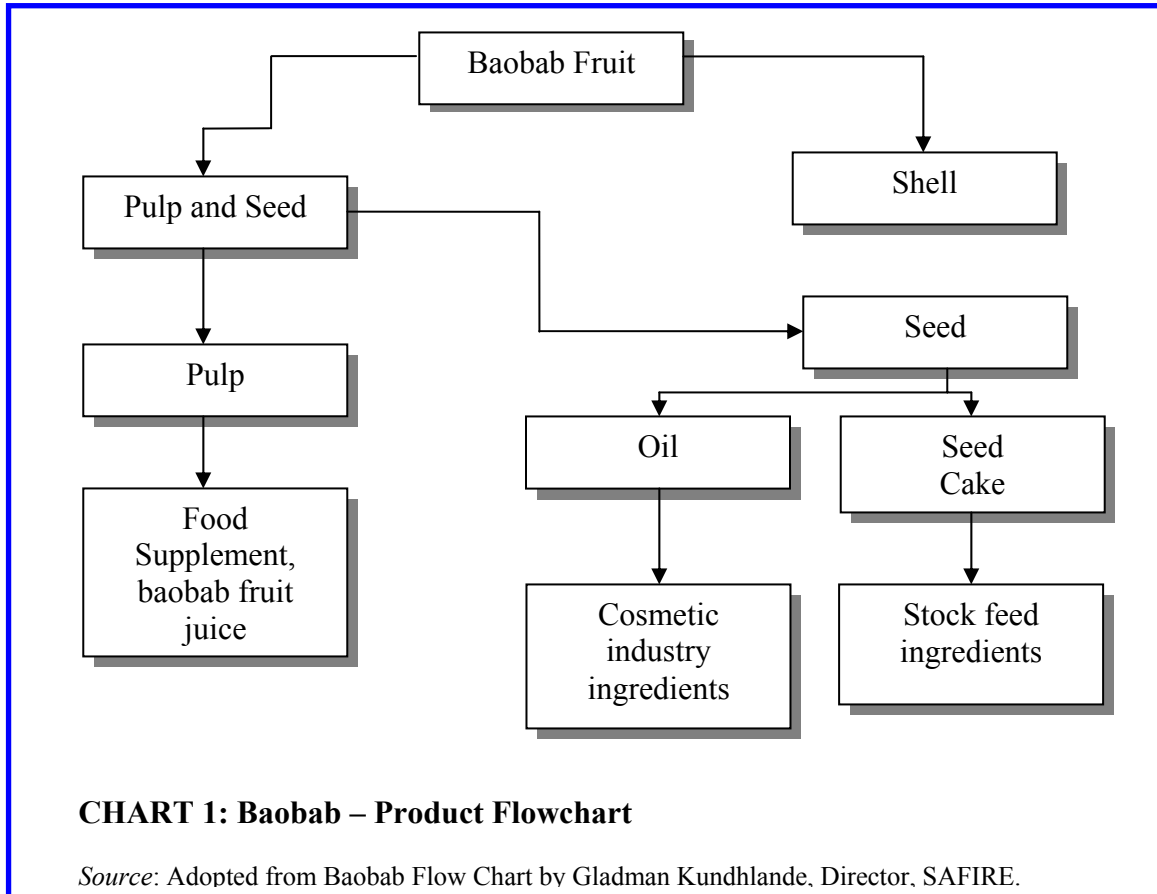 Baobab Fruit
Shell
Pulp and Seed
Seed
Pulp
Oil
Seed
Cake
Food
Supplement,
baobab fruit
juice
Cosmetic
industry
ingredients
Stock feed
ingredients
CHART 1: Baobab – Product Flowchart
Source: Adopted from Baobab Flow Chart by Gladman Kundhlande, Director, SAFIRE.